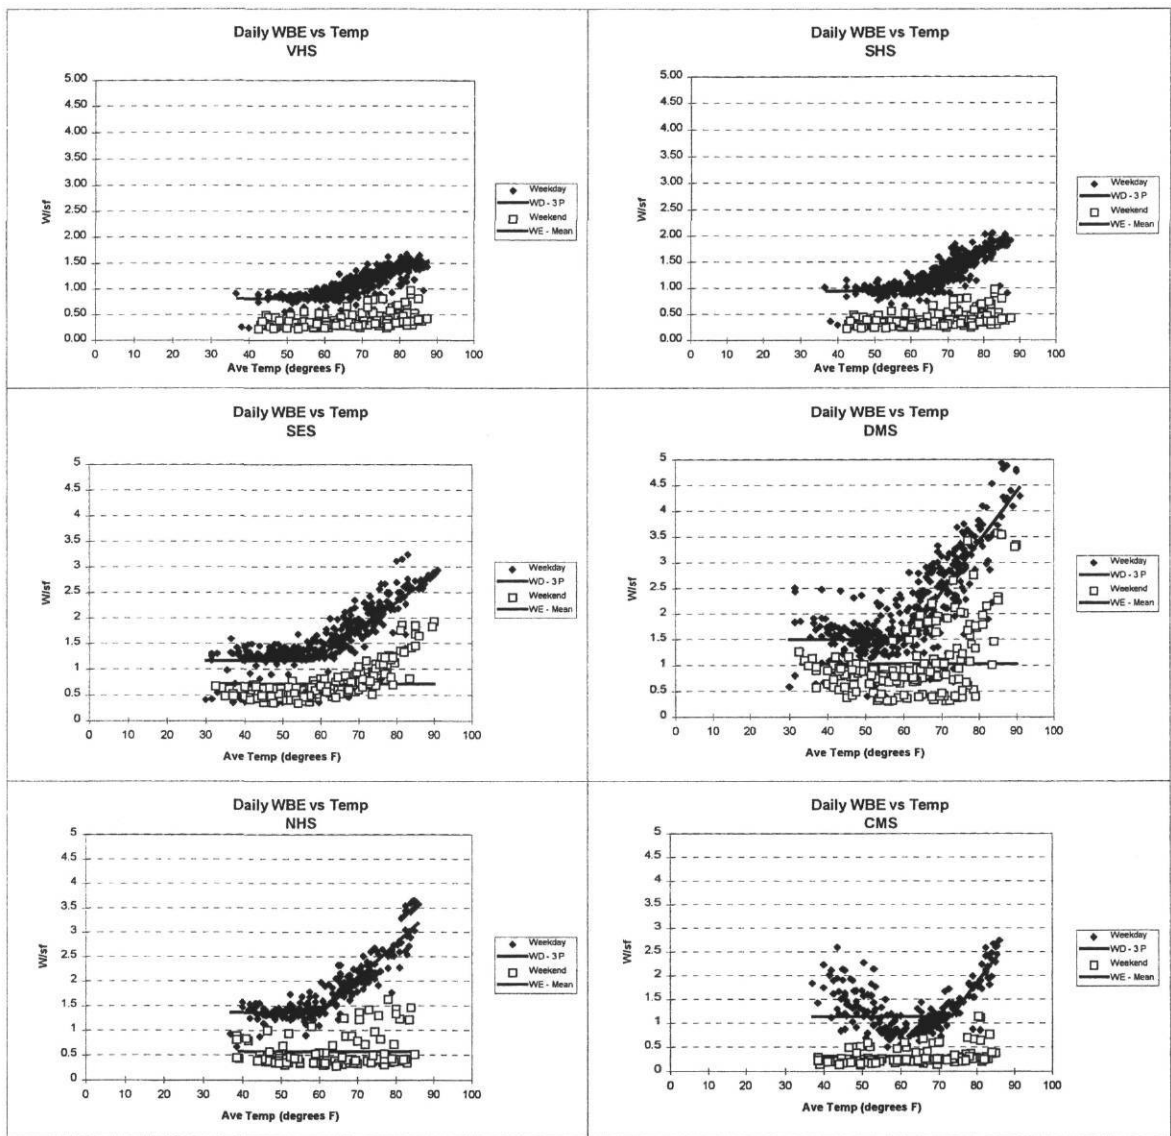 Daily WBE vs Temp
VHS
5.00
4.50
4.00
3.50
3.00
2.50
2.00
1.50
1.00
0.50
0.00
W/sf
0 10 20 30 40 50 60 70 80 90 100
Ave Temp (degrees F)
Weekday
WD - 3 P
Weekend
WE - Mean
Daily WBE vs Temp
SHS
5.00
4.50
4.00
3.50
3.00
2.50
2.00
1.50
1.00
0.50
0.00
W/sf
0 10 20 30 40 50 60 70 80 90 100
Ave Temp (degrees F)
Weekday
WD - 3 P
Weekend
WE - Mean
Daily WBE vs Temp
SES
5
4.5
4
3.5
3
2.5
2
1.5
1
0.5
0
W/sf
0 10 20 30 40 50 60 70 80 90 100
Ave Temp (degrees F)
Weekday
WD - 3 P
Weekend
WE - Mean
Daily WBE vs Temp
DMS
5
4.5
4
3.5
3
2.5
2
1.5
1
0.5
0
W/sf
0 10 20 30 40 50 60 70 80 90 100
Ave Temp (degrees F)
Weekday
WD - 3 P
Weekend
WE - Mean
Daily WBE vs Temp
NHS
5
4.5
4
3.5
3
2.5
2
1.5
1
0.5
0
W/sf
0 10 20 30 40 50 60 70 80 90 100
Ave Temp (degrees F)
Weekday
WD - 3 P
Weekend
WE - Mean
Daily WBE vs Temp
CMS
5
4.5
4
3.5
3
2.5
2
1.5
1
0.5
0
W/sf
0 10 20 30 40 50 60 70 80 90 100
Ave Temp (degrees F)
Weekday
WD - 3 P
Weekend
WE - Mean